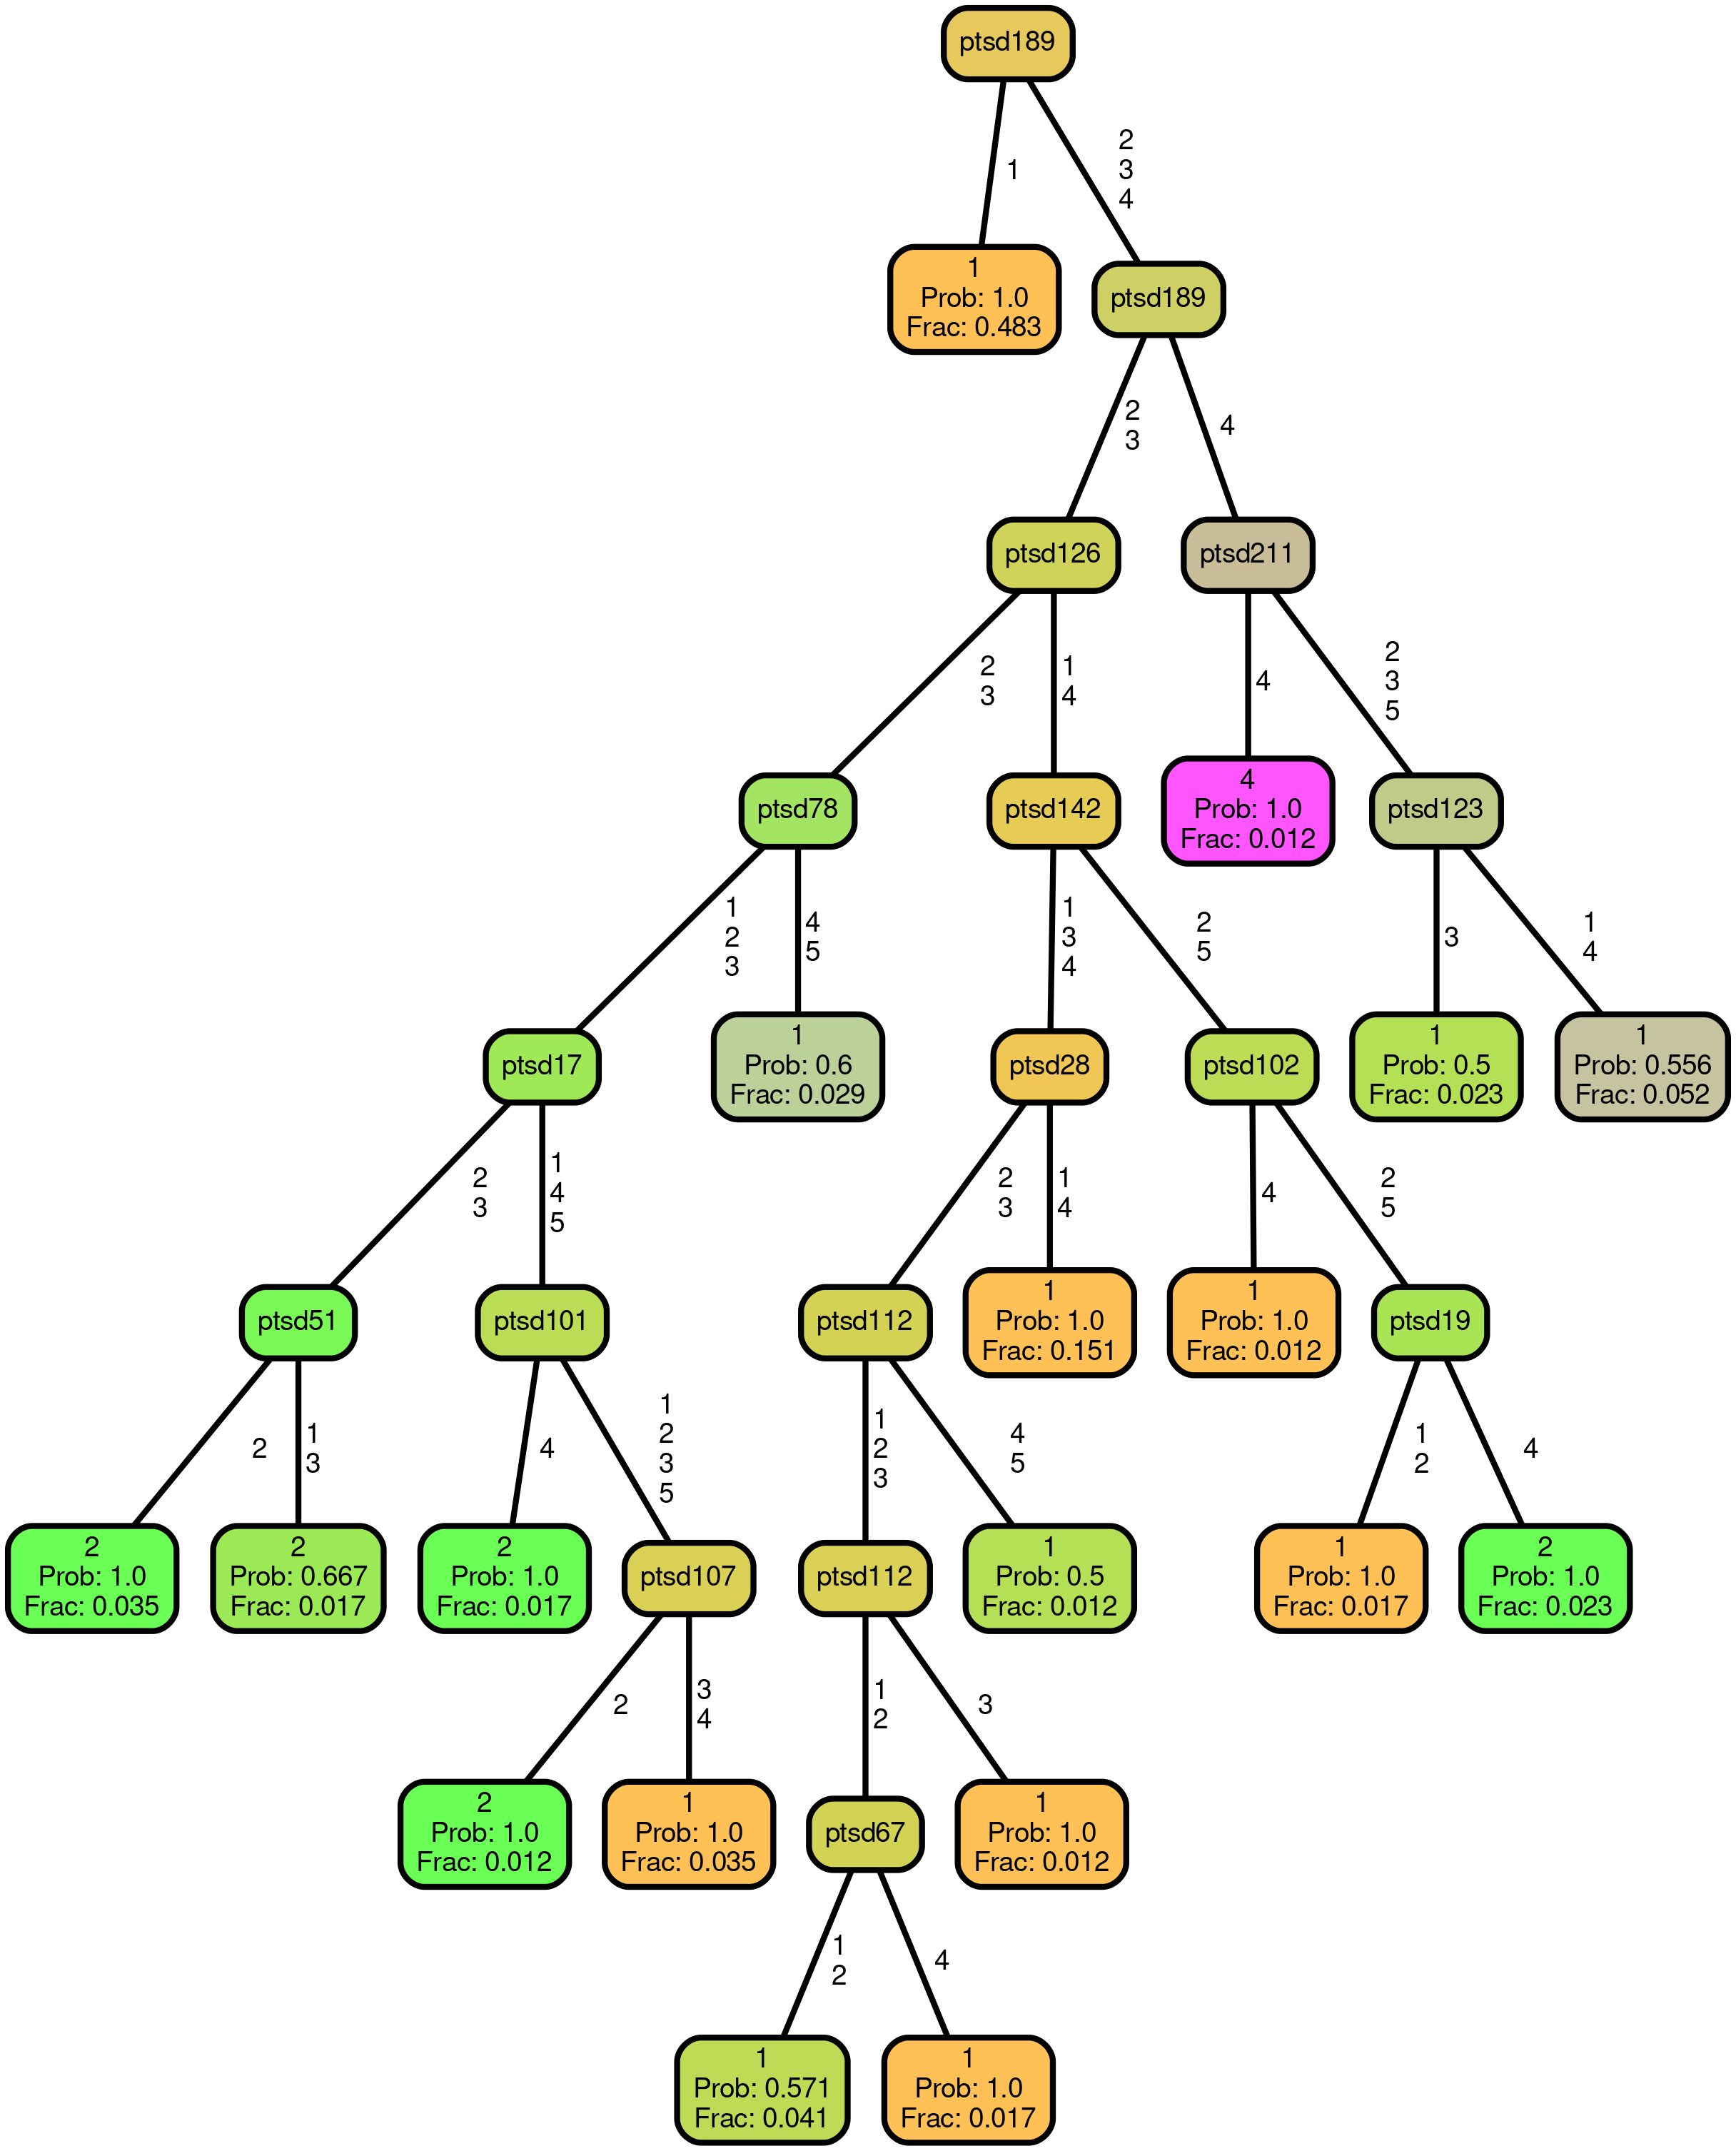 ptsd189
1
2
3
4
1
Prob: 1.0
Frac: 0.483
ptsd189
2
3
4
ptsd126
ptsd211
2
3
1
4
4
2
3
5
ptsd78
ptsd142
4
Prob: 1.0
Frac: 0.012
ptsd123
1
2
3
4
5
1
3
4
2
5
3
1
4
ptsd17
1
Prob: 0.6
Frac: 0.029
ptsd28
ptsd102
1
Prob: 0.5
Frac: 0.023
1
Prob: 0.556
Frac: 0.052
2
3
1
4
5
2
3
1
4
4
2
5
ptsd51
ptsd101
ptsd112
1
Prob: 1.0
Frac: 0.151
1
Prob: 1.0
Frac: 0.012
ptsd19
2
1
3
4
1
2
3
5
1
2
3
4
5
1
2
4
2
Prob: 1.0
Frac: 0.035
2
Prob: 0.667
Frac: 0.017
2
Prob: 1.0
Frac: 0.017
ptsd107
ptsd112
1
Prob: 0.5
Frac: 0.012
1
Prob: 1.0
Frac: 0.017
2
Prob: 1.0
Frac: 0.023
2
3
4
1
2
3
2
Prob: 1.0
Frac: 0.012
1
Prob: 1.0
Frac: 0.035
ptsd67
1
Prob: 1.0
Frac: 0.012
1
2
4
1
Prob: 0.571
Frac: 0.041
1
Prob: 1.0
Frac: 0.017